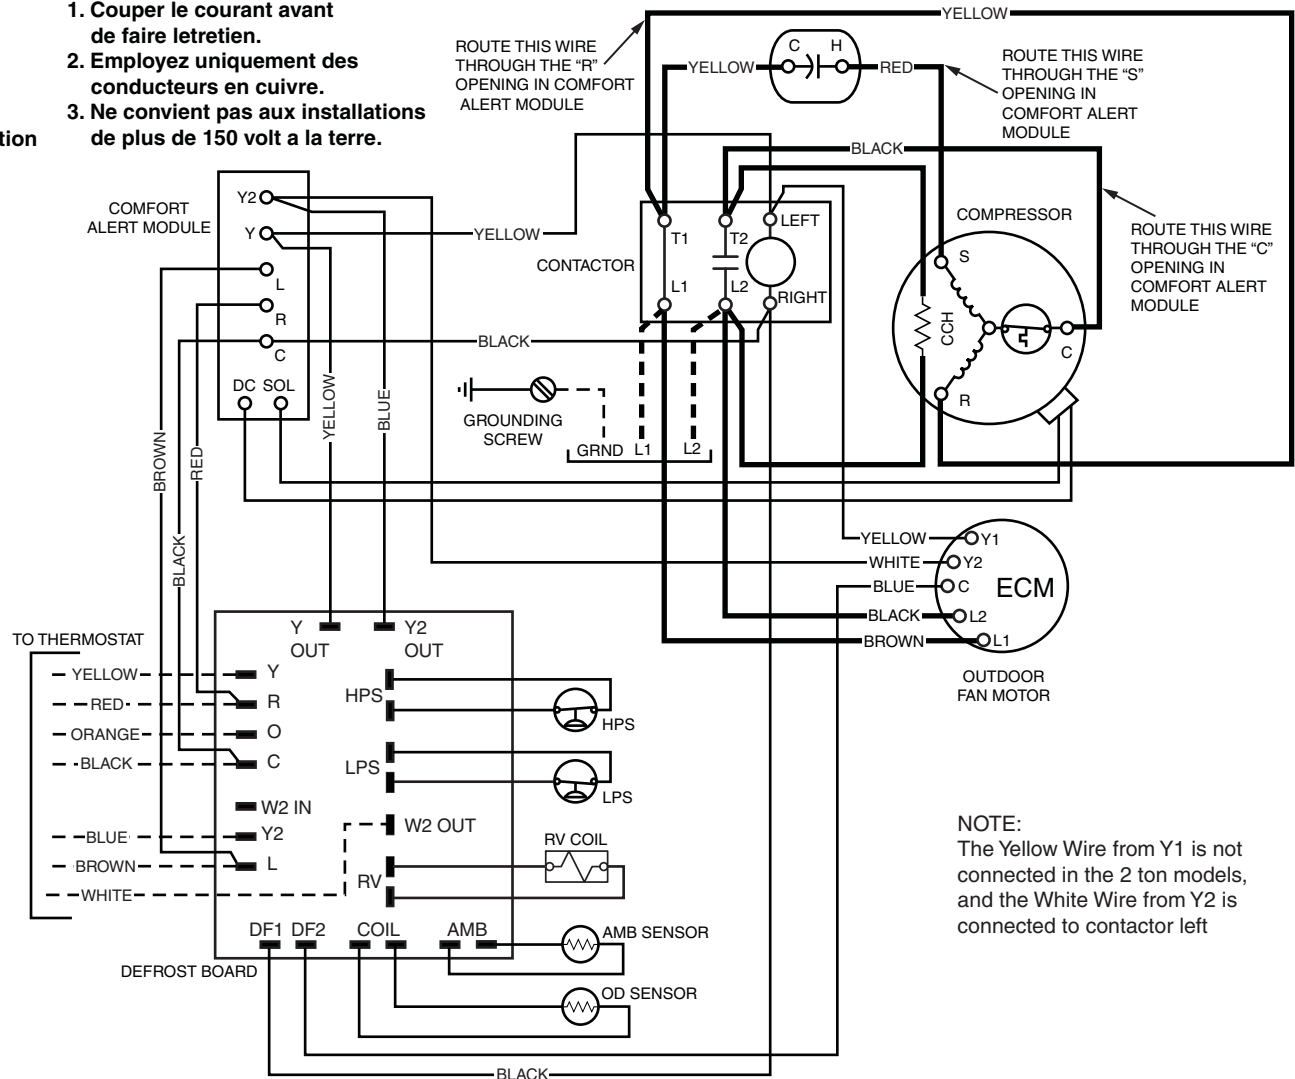 1. Couper le courant avant
de faire letretien.
2. Employez uniquement des
conducteurs en cuivre.
3. Ne convient pas aux installations
de plus de 150 volt a la terre.
tion
YELLOW
ROUTE THIS WIRE
THROUGH THE “R”
OPENING IN COMFORT
ALERT MODULE
C H
YELLOW
RED
ROUTE THIS WIRE
THROUGH THE “S”
OPENING IN
COMFORT ALERT
MODULE
BLACK
COMFORT
ALERT MODULE
Y2
Y
L
R
C
DC SOL
YELLOW
CONTACTOR
T1
T2
LEFT
L1
L2
RIGHT
COMPRESSOR
S
CCH
C
R
ROUTE THIS WIRE
THROUGH THE “C”
OPENING IN
COMFORT ALERT
MODULE
BLACK
GROUNDING
SCREW
GRND L1 L2
BROWN
RED
BLACK
YELLOW
BLUE
YELLOW
WHITE
BLUE
BLACK
BROWN
Y1
Y2
C
L2
L1
ECM
OUTDOOR
FAN MOTOR
TO THERMOSTAT
YELLOW
RED
ORANGE
BLACK
BLUE
BROWN
WHITE
Y
OUT
Y2
OUT
Y
R
O
C
W2 IN
Y2
L
HPS
HPS
LPS
LPS
W2 OUT
RV COIL
RV
DF1 DF2 COIL AMB
AMB SENSOR
DEFROST BOARD
OD SENSOR
BLACK
NOTE:
The Yellow Wire from Y1 is not
connected in the 2 ton models,
and the White Wire from Y2 is
connected to contactor left